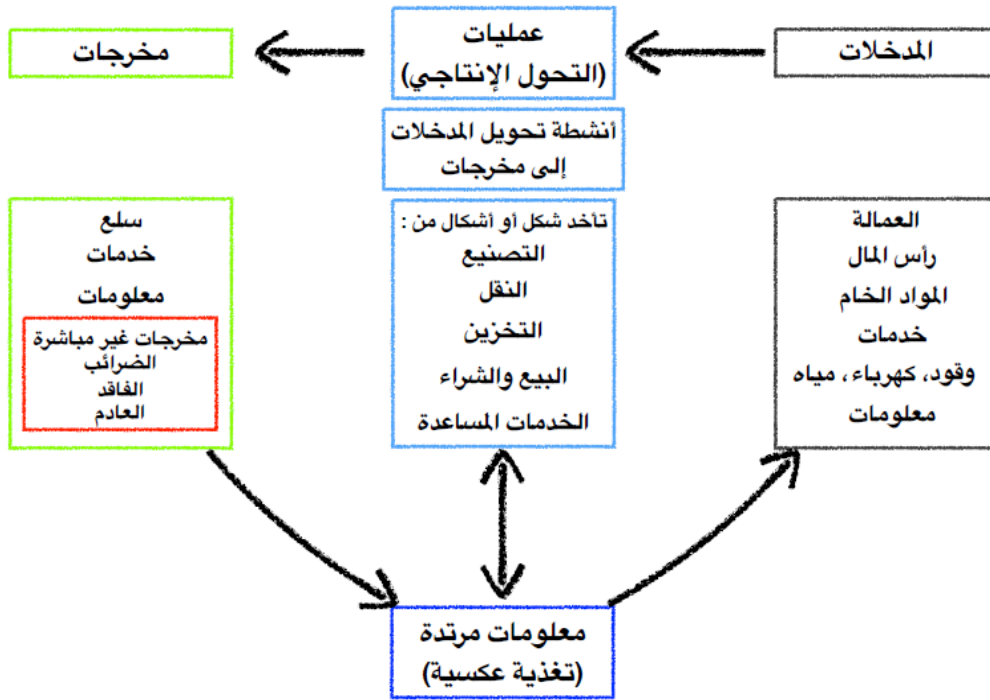 المدخلات
عمليات
(التحول الإنتاجي)
مخرجات
أنشطة تحويل المدخلات
إلى مخرجات
العمالة
رأس المال
المواد الخام
خدمات
وقود، كهرباء ، مياه
معلومات
تأخد شكل أو أشكال من :
التصنيع
النقل
التخزين
البيع والشراء
الخدمات المساعدة
سلع
خدمات
معلومات
مخرجات غير مباشرة
الضرائب
الفاقد
العادم
معلومات مرتدة
(تغذية عكسية)